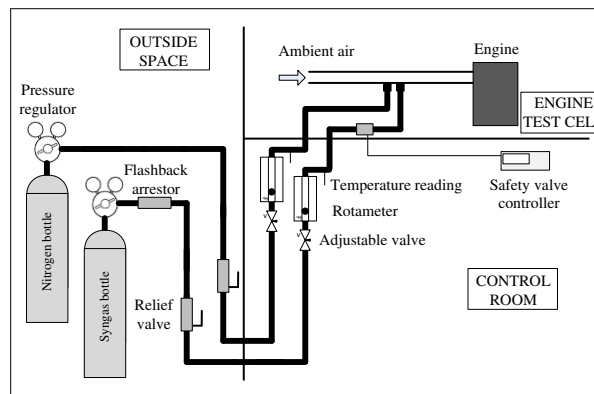 OUTSIDE
SPACE
Ambient air
Engine
Pressure
regulator
ENGINE
TEST CELL
Flashback
arrestor
Temperature reading
Safety valve
controller
Rotameter
Adjustable valve
Nitrogen bottle
Syngas bottle
Relief
valve
CONTROL
ROOM